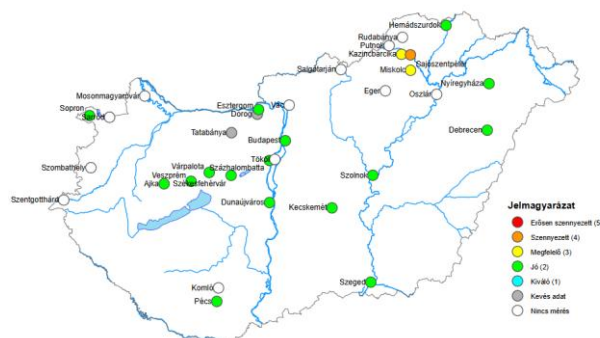 Hernádszurdok
Rudabánya
Putnok
Kazincbarcika
Sajószentpéter
Salgótarján
Miskolc
Nyíregyháza
Mosonmagyaróvár
Eger
Oszlár
Esztergom
Vác
Dorog
Sopron
Sarród
Tatabánya
Debrecen
Budapest
Tököl
Szombathely
Várpalota
Százhalombatta
Veszprém
Ajka
Székesfehérvár
Szolnok
Szentgotthárd
Dunaújváros
Kecskemét
Jelmagyarázat
Erősen szennyezett (5
Szennyezett (4)
Megfelelő (3)
Jó (2)
Kiváló (1)
Kevés adat
Nincs mérés
Szeged
Komló
Pécs